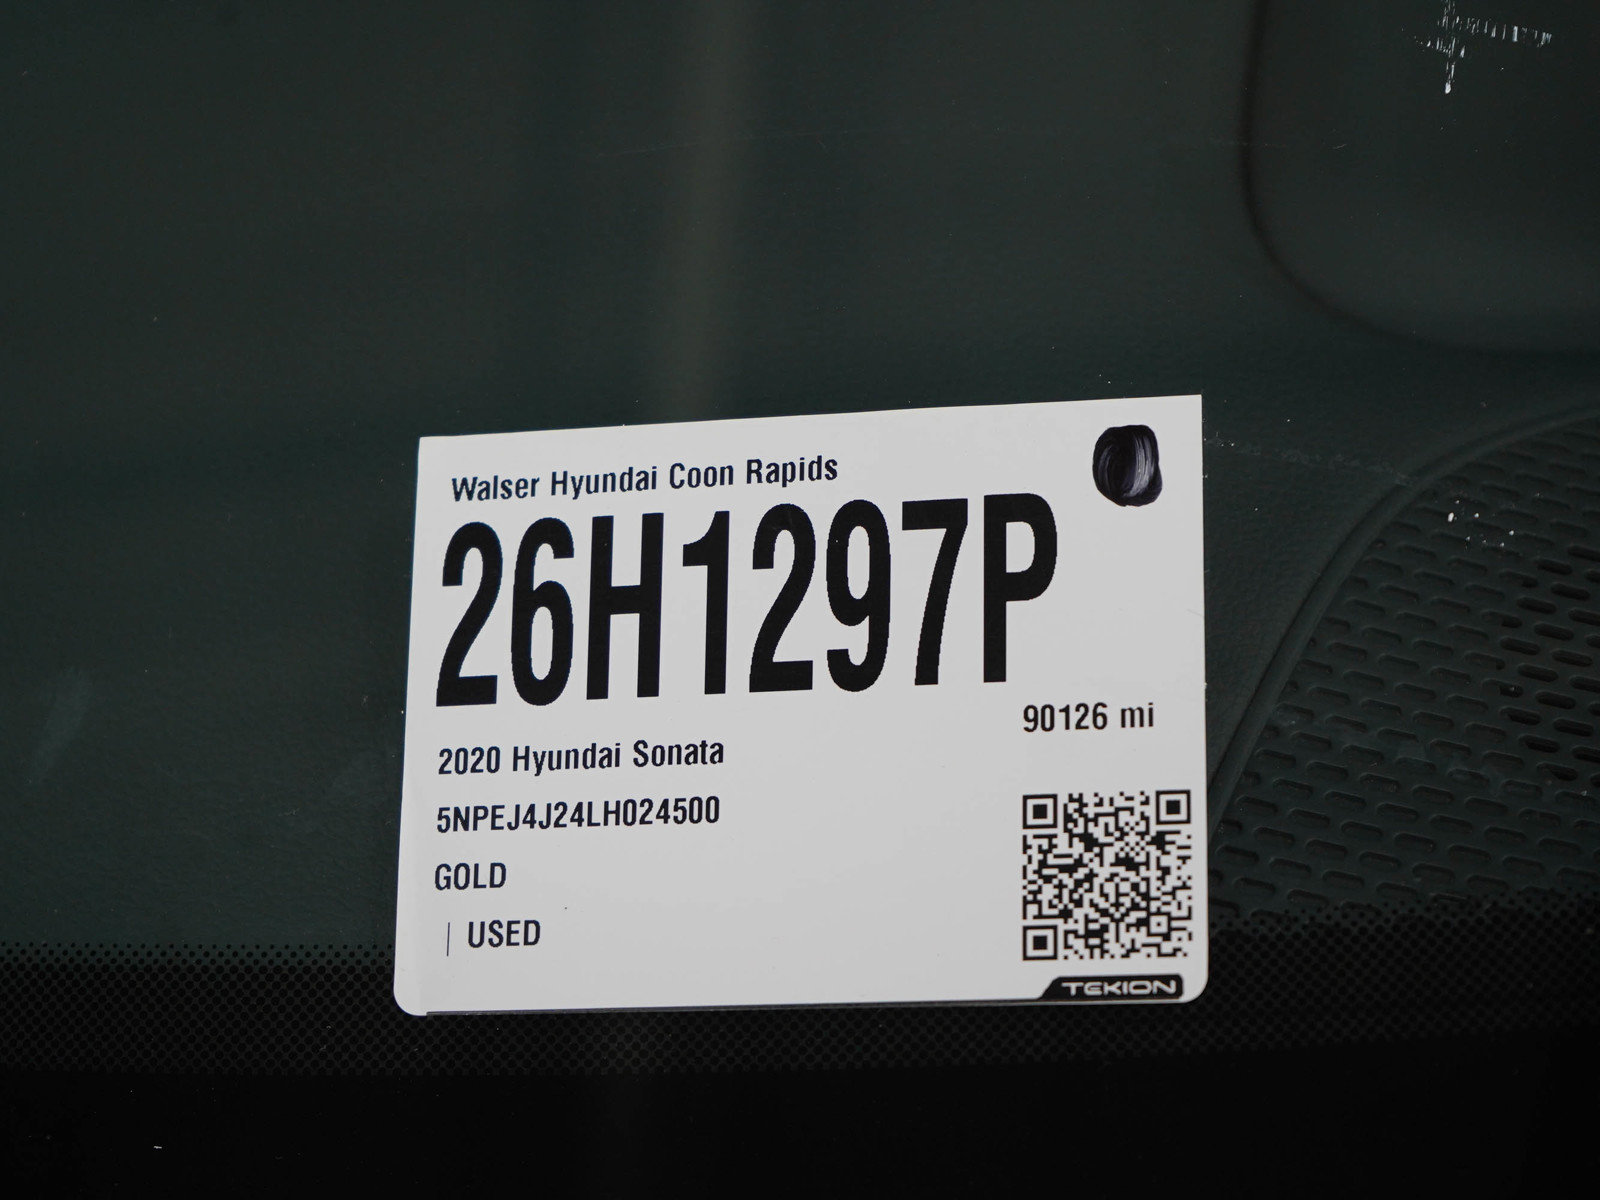 Walser Hyundai Coon Rapids
26H1297P
90126 mi
2020 Hyundai Sonata
5NPEJ4J24LH024500
GOLD
| USED
TEKION